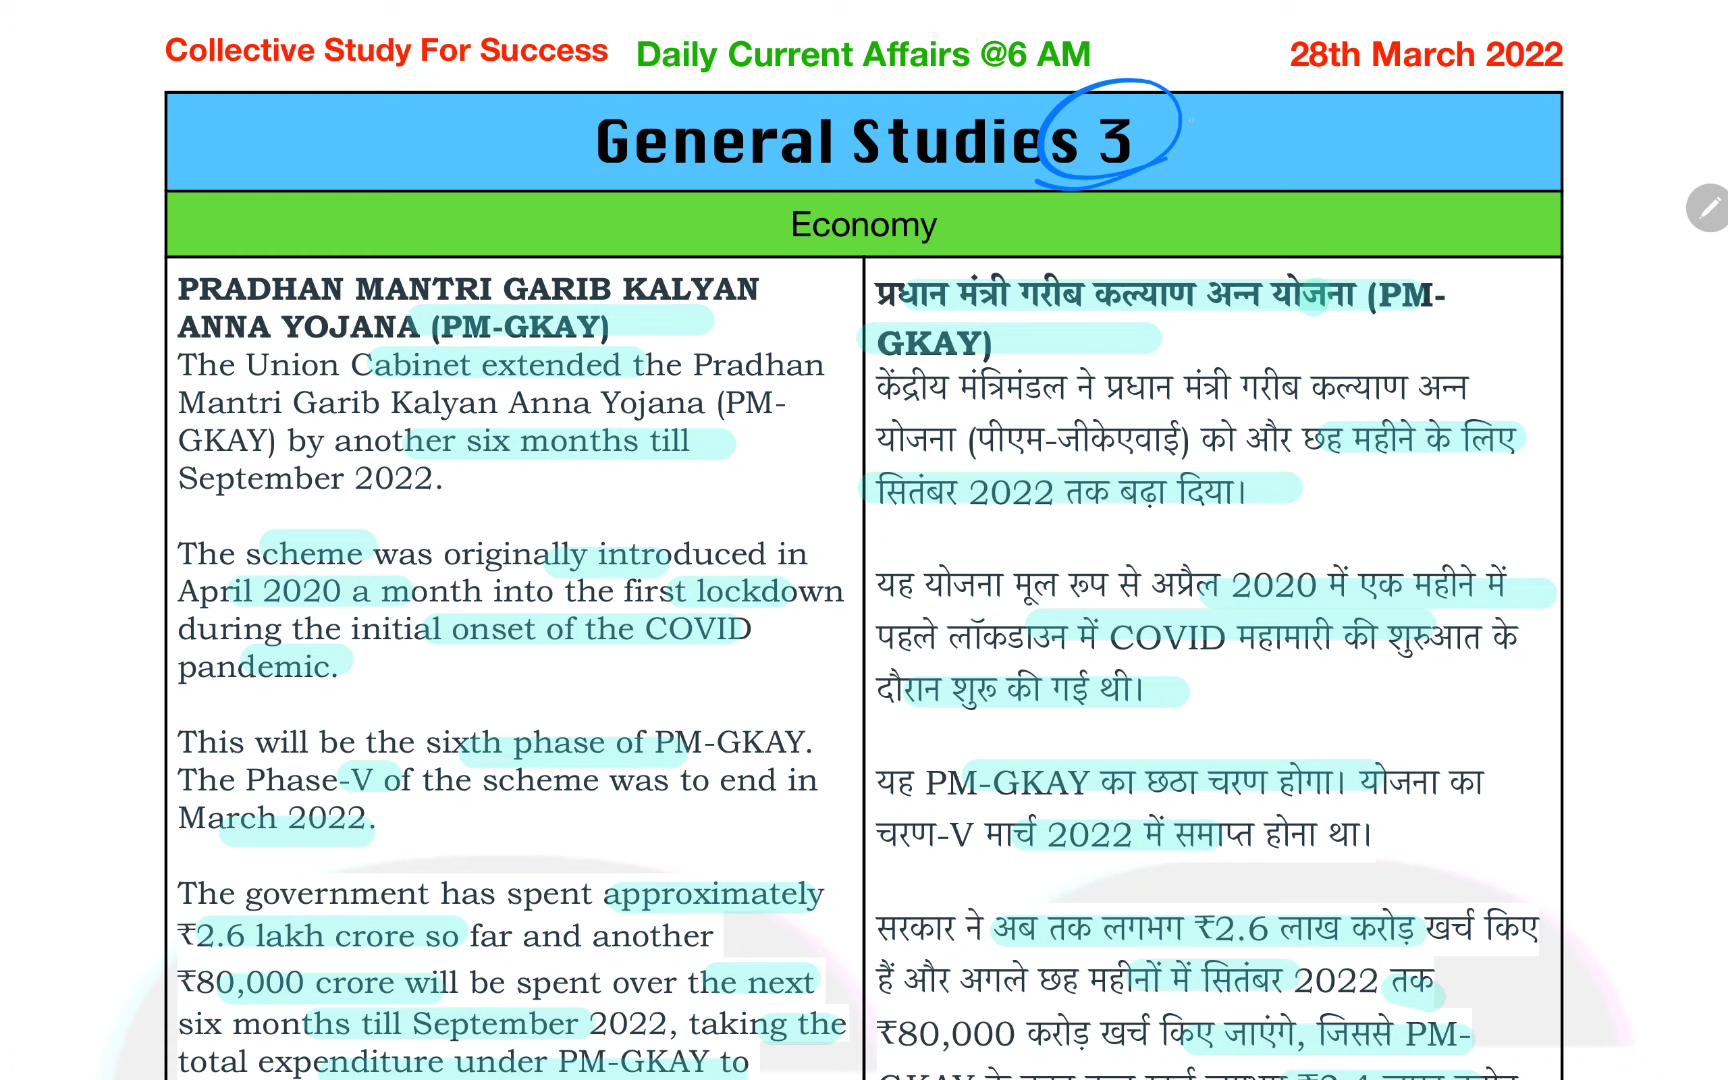 Collective Study For Success Daily Current Affairs @6 AM 28th March 2022
General Studies 3
Economy
PRADHAN MANTRI GARIB KALYAN
ANNA YOJANA (PM-GKAY)
The Union Cabinet extended the Pradhan
Mantri Garib Kalyan Anna Yojana (PM-
GKAY) by another six months till
September 2022.
The scheme was originally introduced in
April 2020 a month into the first lockdown
during the initial onset of the COVID
pandemic.
This will be the sixth phase of PM-GKAY.
The Phase-V of the scheme was to end in
March 2022.
The government has spent approximately
₹2.6 lakh crore so far and another
₹80,000 crore will be spent over the next
six months till September 2022, taking the
total expenditure under PM-GKAY to
प्रधान मंत्री गरीब कल्याण अन्न योजना (PM-
GKAY)
केंद्रीय मंत्रिमंडल ने प्रधान मंत्री गरीब कल्याण अन्न
योजना (पीएम-जीकेएवाई) को और छह महीने के लिए
सितंबर 2022 तक बढ़ा दिया।
यह योजना मूल रूप से अप्रैल 2020 में एक महीने में
पहले लॉकडाउन में COVID महामारी की शुरुआत के
दौरान शुरू की गई थी।
यह PM-GKAY का छठा चरण होगा। योजना का
चरण-V मार्च 2022 में समाप्त होना था।
सरकार ने अब तक लगभग ₹2.6 लाख करोड़ खर्च किए
हैं और अगले छह महीनों में सितंबर 2022 तक
₹80,000 करोड़ खर्च किए जाएंगे, जिससे PM-